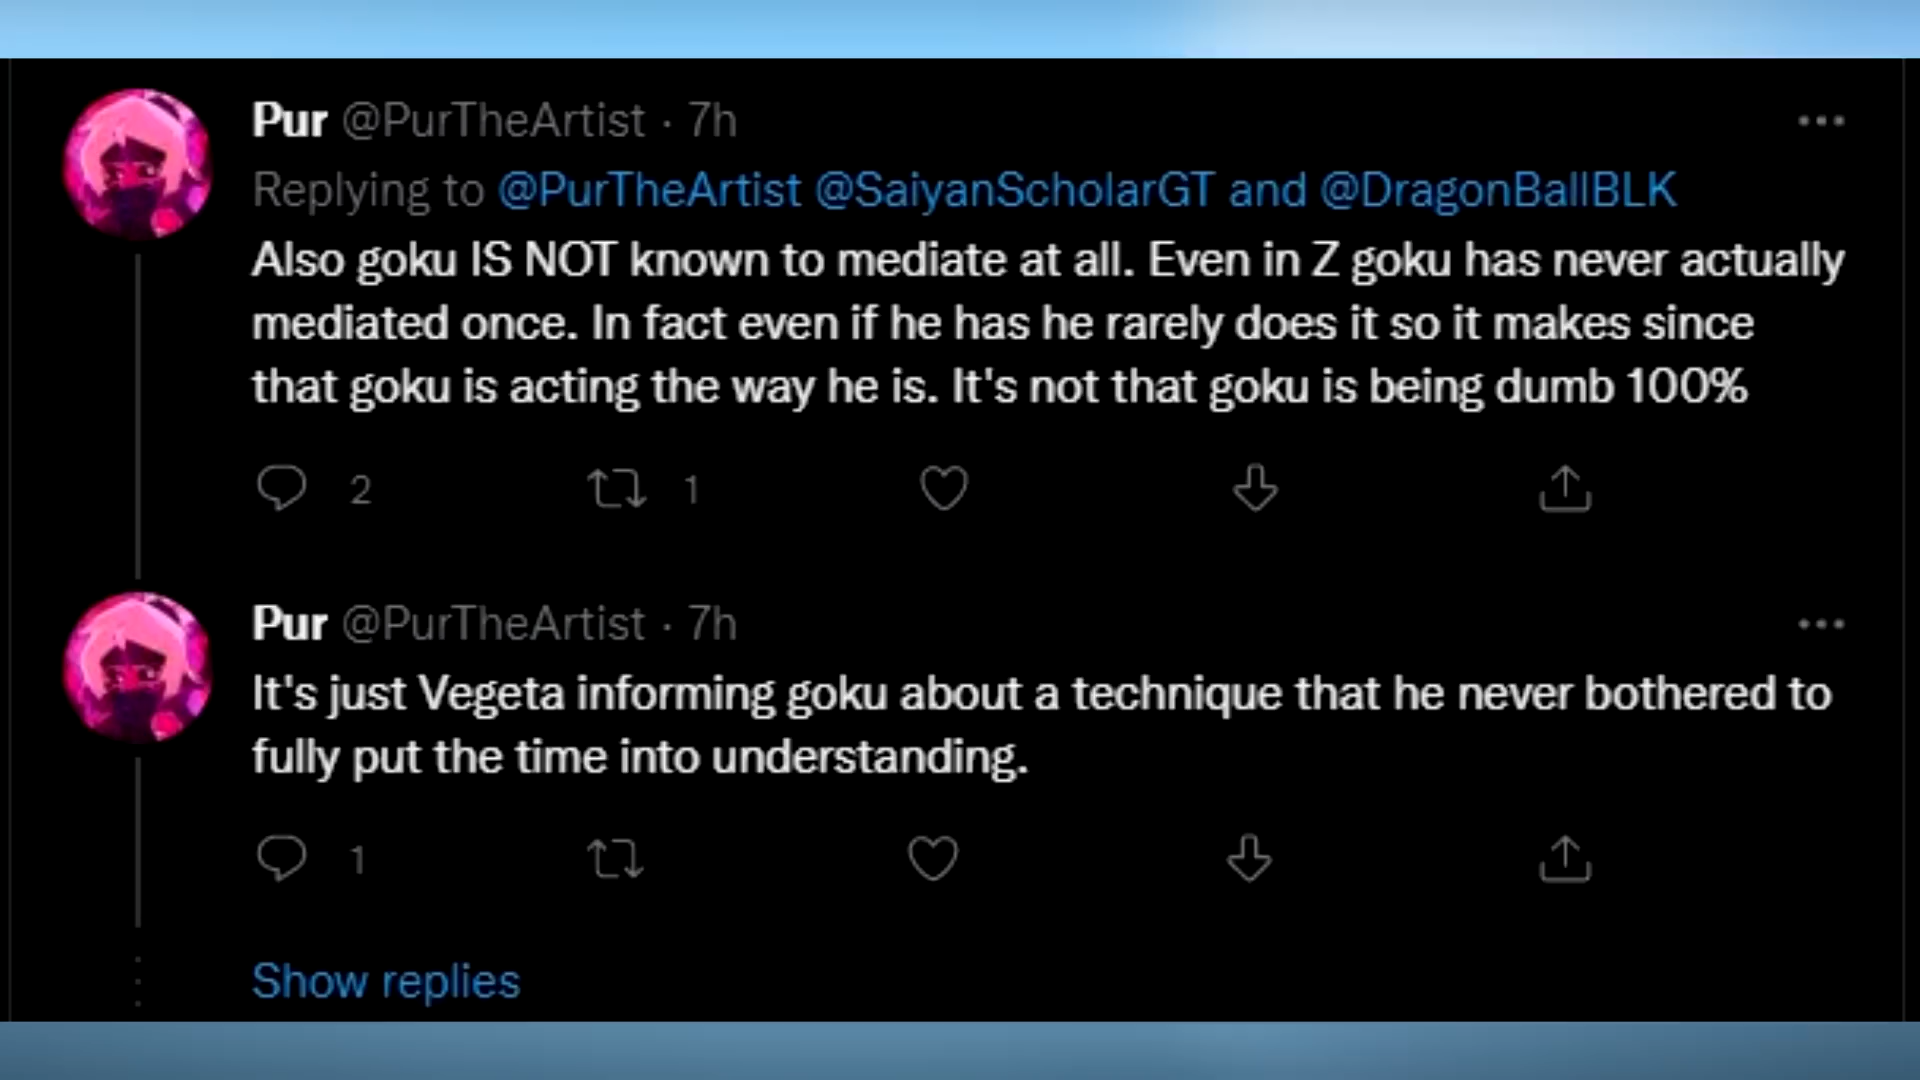 Pur @PurTheArtist · 7h
Replying to @PurTheArtist @SaiyanScholarGT and @DragonBallBLK
Also goku IS NOT known to mediate at all. Even in Z goku has never actually
mediated once. In fact even if he has he rarely does it so it makes since
that goku is acting the way he is. It's not that goku is being dumb 100%
2 1
Pur @PurTheArtist · 7h
It's just Vegeta informing goku about a technique that he never bothered to
fully put the time into understanding.
1
Show replies